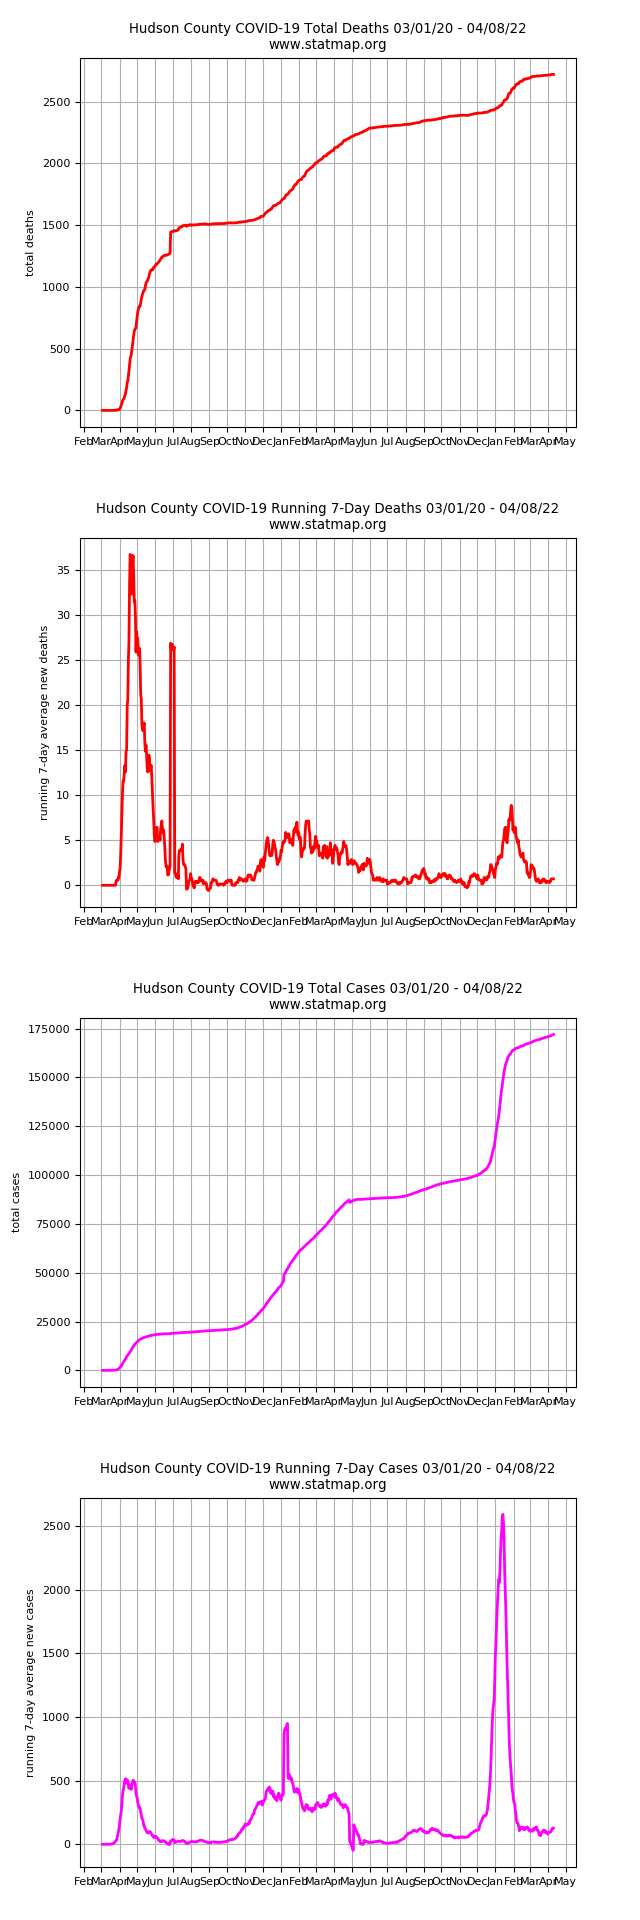 Hudson County COVID-19 Total Deaths 03/01/20 - 04/08/22
www.statmap.org
2500
2000
1500
1000
500
0
total deaths
Feb Mar Apr May Jun Jul Aug Sep Oct Nov Dec Jan Feb Mar Apr May Jun Jul Aug Sep Oct Nov Dec Jan Feb Mar Apr May
Hudson County COVID-19 Running 7-Day Deaths 03/01/20 - 04/08/22
www.statmap.org
35
30
25
20
15
10
5
0
running 7-day average new deaths
Feb Mar Apr May Jun Jul Aug Sep Oct Nov Dec Jan Feb Mar Apr May Jun Jul Aug Sep Oct Nov Dec Jan Feb Mar Apr May
Hudson County COVID-19 Total Cases 03/01/20 - 04/08/22
www.statmap.org
175000
150000
125000
100000
75000
50000
25000
0
total cases
Feb Mar Apr May Jun Jul Aug Sep Oct Nov Dec Jan Feb Mar Apr May Jun Jul Aug Sep Oct Nov Dec Jan Feb Mar Apr May
Hudson County COVID-19 Running 7-Day Cases 03/01/20 - 04/08/22
www.statmap.org
2500
2000
1500
1000
500
0
running 7-day average new cases
Feb Mar Apr May Jun Jul Aug Sep Oct Nov Dec Jan Feb Mar Apr May Jun Jul Aug Sep Oct Nov Dec Jan Feb Mar Apr May